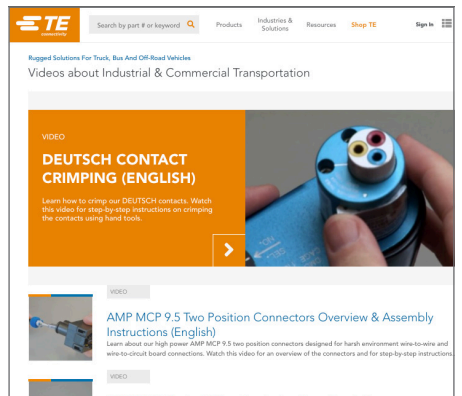 TE
connectivity
Search by part # or keyword
Products
Industries &
Solutions
Resources
Shop TE
Sign In
Rugged Solutions For Truck, Bus And Off-Road Vehicles
Videos about Industrial & Commercial Transportation
VIDEO
DEUTSCH CONTACT
CRIMPING (ENGLISH)
Learn how to crimp our DEUTSCH contacts. Watch
this video for step-by-step instructions on crimping
the contacts using hand tools.
VIDEO
AMP MCP 9.5 Two Position Connectors Overview & Assembly
Instructions (English)
Learn about our high power AMP MCP 9.5 two position connectors designed for harsh environment wire-to-wire and
wire-to-circuit board connections. Watch this video for an overview of the connectors and for step-by-step instructions.
VIDEO